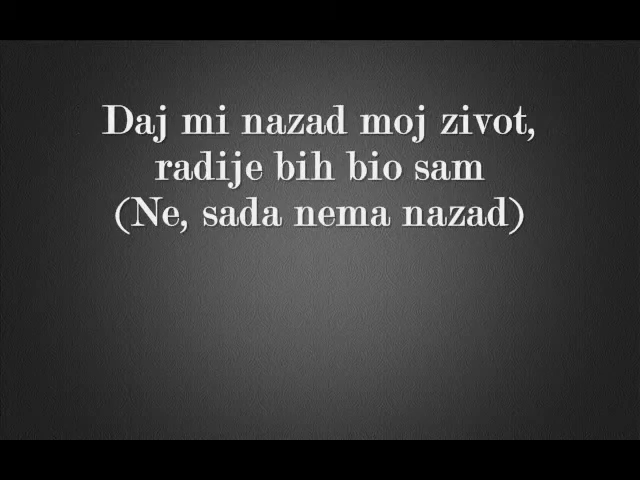 Daj mi nazad moj zivot,
radije bih bio sam
(Ne, sada nema nazad)